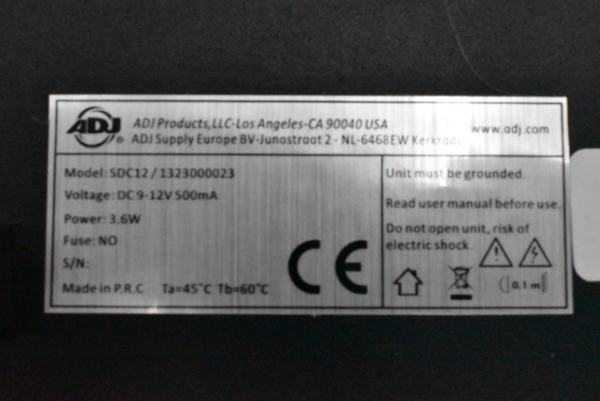 ADJ®
ADJ Products,LLC-Los Angeles-CA 90040 USA
ADJ Supply Europe BV-Junostraat 2 - NL-6468EW Kerkrade
www.adj.com
Model: SDC12 / 1323000023
Voltage: DC 9-12V 500mA
Power: 3.6W
Fuse: NO
S/N:
Made in P.R.C Ta=45°C Tb=60°C
CE
Unit must be grounded.
Read user manual before use.
Do not open unit, risof of
electric shock.
0.1 m